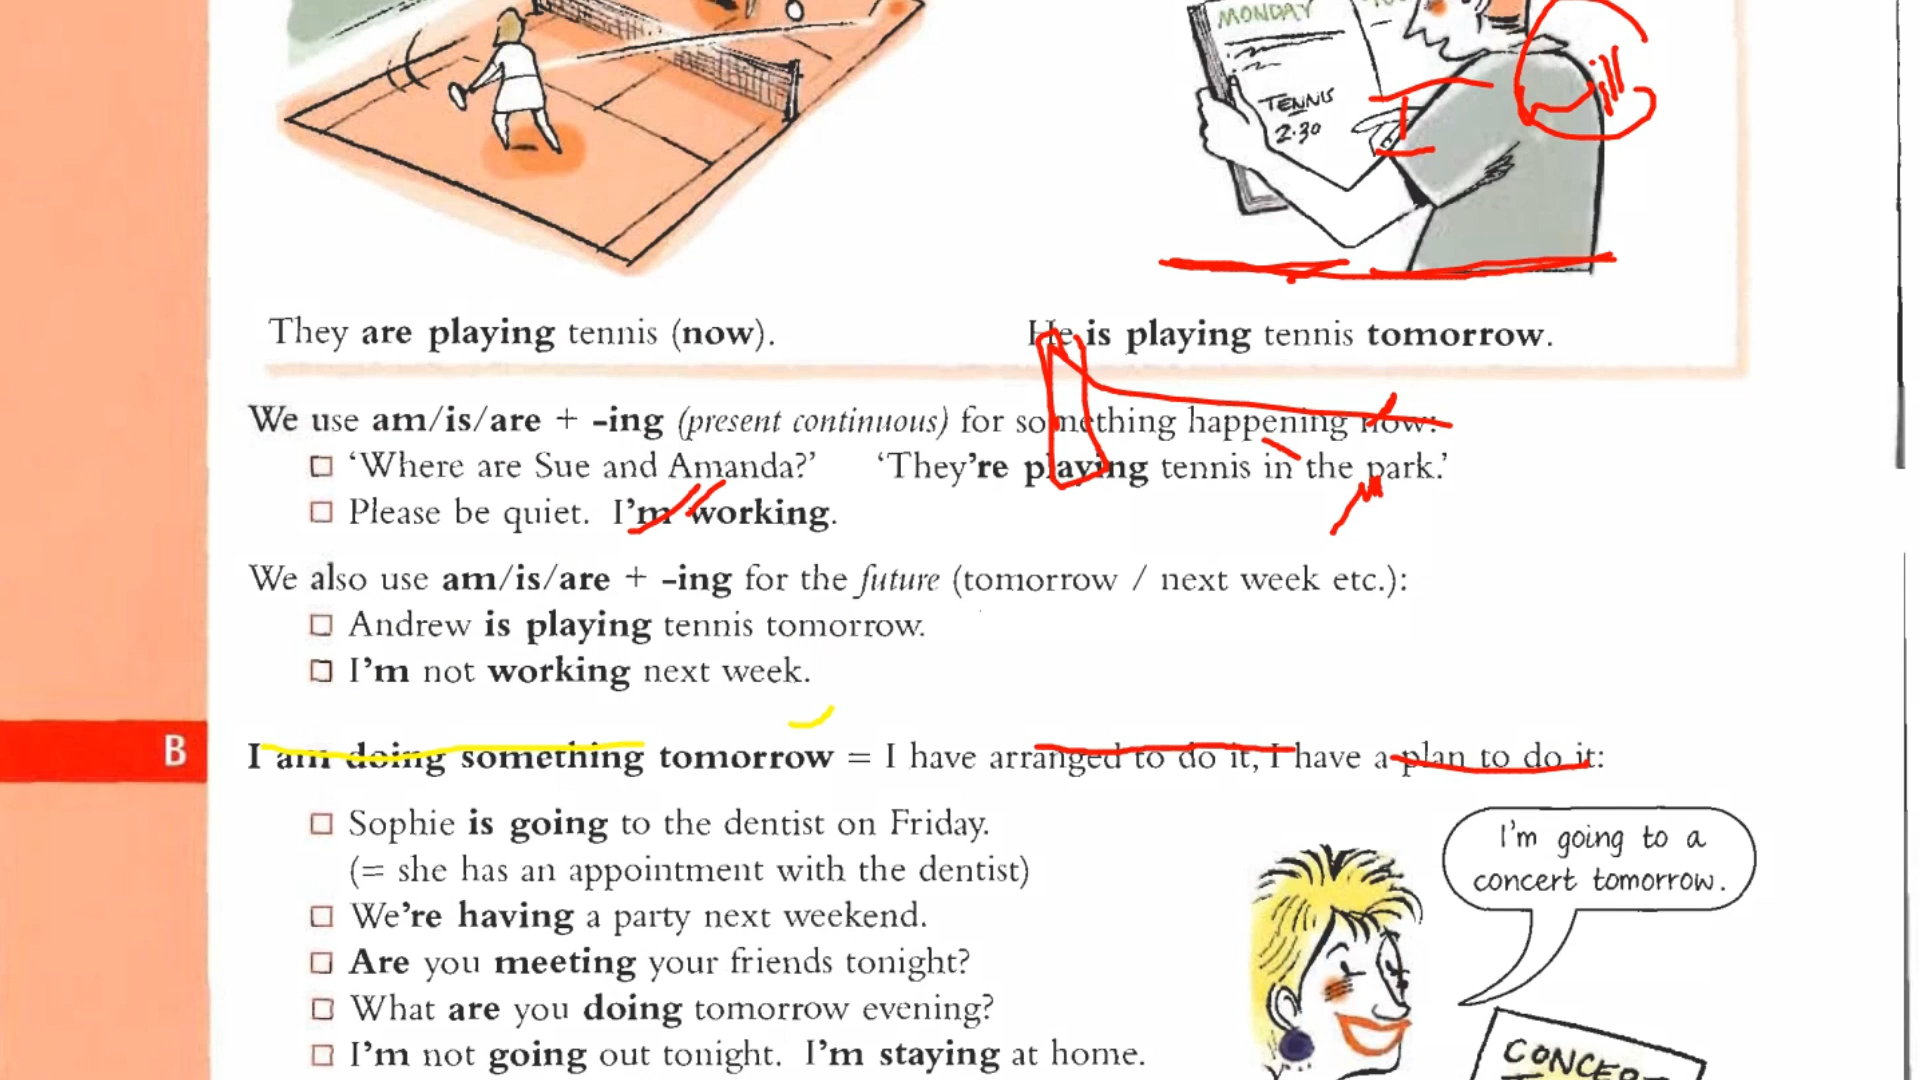 MONDAY
TENNIS
2.30
They are playing tennis (now).
He is playing tennis tomorrow.
We use am/is/are + -ing (present continuous) for something happening now:
‘Where are Sue and Amanda?’ ‘They’re playing tennis in the park.’
Please be quiet. I’m working.
We also use am/is/are + -ing for the future (tomorrow / next week etc.):
Andrew is playing tennis tomorrow.
I’m not working next week.
B
I am doing something tomorrow = I have arranged to do it, I have a plan to do it:
Sophie is going to the dentist on Friday.
(= she has an appointment with the dentist)
We’re having a party next weekend.
Are you meeting your friends tonight?
What are you doing tomorrow evening?
I’m not going out tonight. I’m staying at home.
I’m going to a
concert tomorrow.